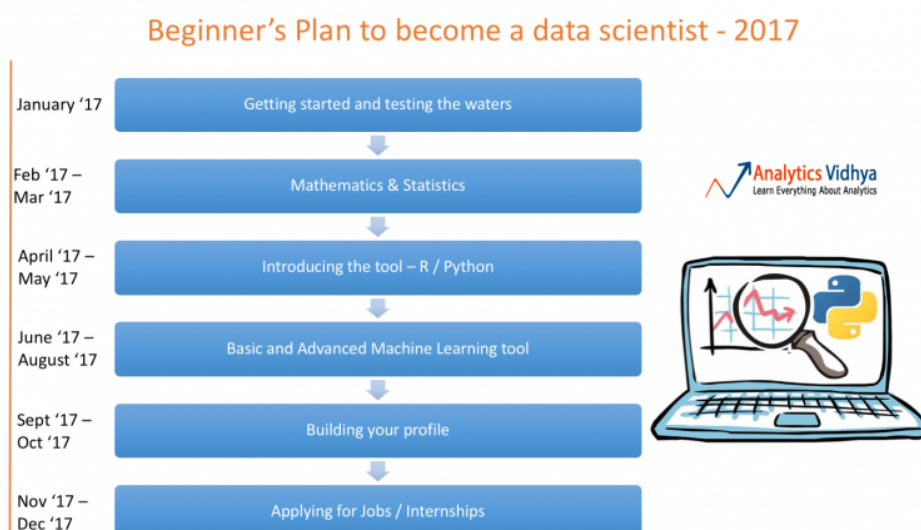 Beginner’s Plan to become a data scientist - 2017
January ‘17
Getting started and testing the waters
Feb ‘17 –
Mar ‘17
Mathematics & Statistics
Analytics Vidhya
Learn Everything About Analytics
April ‘17 –
May ‘17
Introducing the tool – R / Python
June ‘17 –
August ‘17
Basic and Advanced Machine Learning tool
Sept ‘17 –
Oct ‘17
Building your profile
Nov ‘17 –
Dec ‘17
Applying for Jobs / Internships